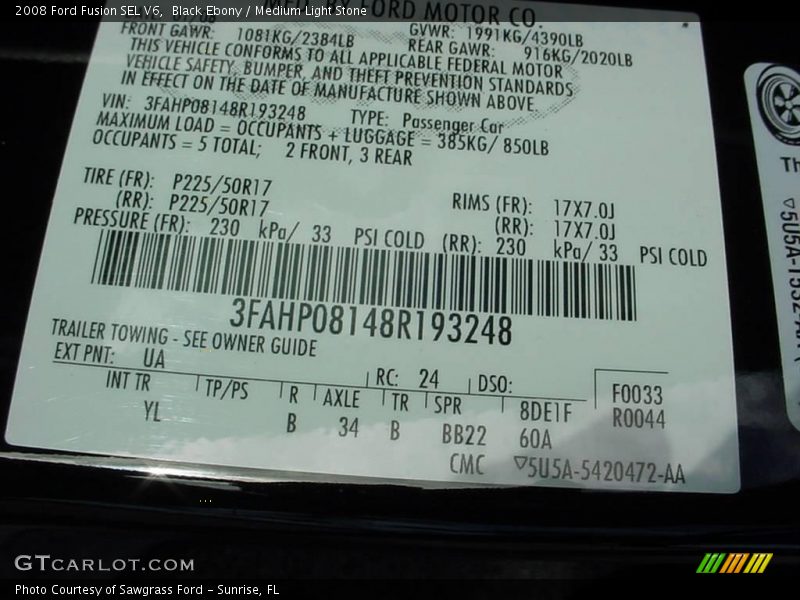 2008 Ford Fusion SEL V6,  Black Ebony / Medium Light Stone
FORD MOTOR CO.
FRONT GAWR: 1081KG/2384LB
GVWR: 1991KG/4390LB
REAR GAWR: 916KG/2020LB
THIS VEHICLE CONFORMS TO ALL APPLICABLE FEDERAL MOTOR
VEHICLE SAFETY, BUMPER, AND THEFT PREVENTION STANDARDS
IN EFFECT ON THE DATE OF MANUFACTURE SHOWN ABOVE.
VIN: 3FAHP08148R193248 TYPE: Passenger Car
MAXIMUM LOAD = OCCUPANTS + LUGGAGE = 385KG/ 850LB
OCCUPANTS = 5 TOTAL; 2 FRONT, 3 REAR
TIRE (FR): P225/50R17 RIMS (FR): 17X7.0J
(RR): P225/50R17 (RR): 17X7.0J
PRESSURE (FR): 230 kPa/ 33 PSI COLD (RR): 230 kPa/ 33 PSI COLD
3FAHP08148R193248
TRAILER TOWING - SEE OWNER GUIDE
EXT PNT: UA RC: 24 DSO:
INT TR TP/PS R AXLE TR SPR 8DE1F F0033
YL B 34 B BB22 60A R0044
CMC ▽5U5A-5420472-AA
Th
GTCARLOT.COM
Photo Courtesy of Sawgrass Ford - Sunrise, FL